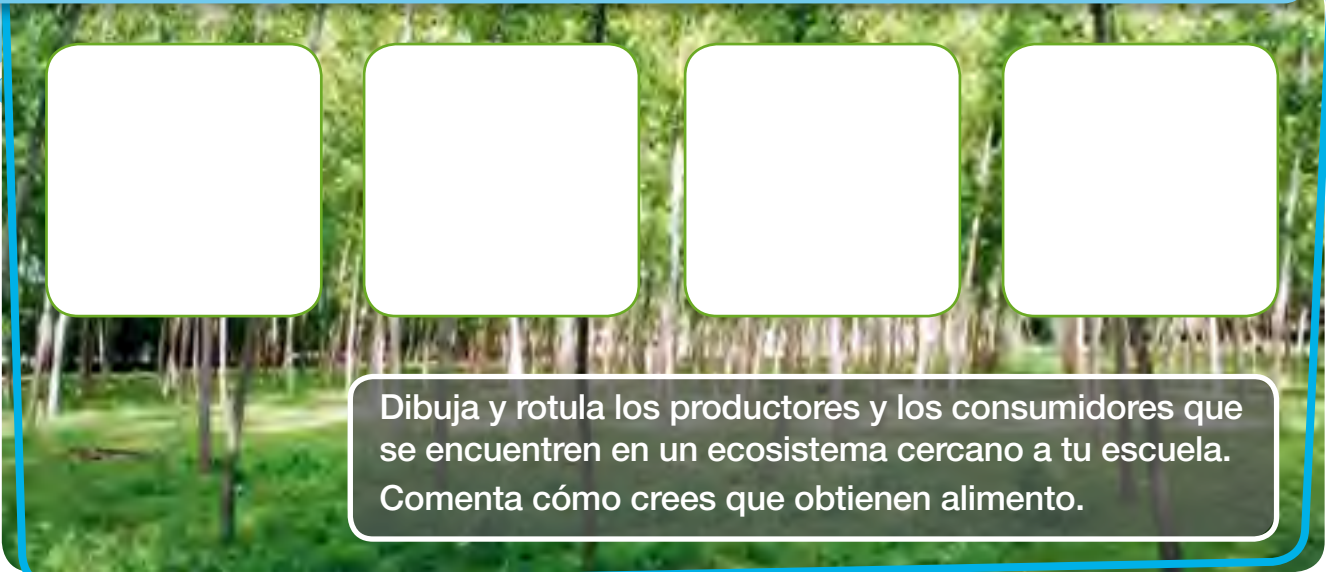 Dibuja y rotula los productores y los consumidores que
se encuentren en un ecosistema cercano a tu escuela.
Comenta cómo crees que obtienen alimento.